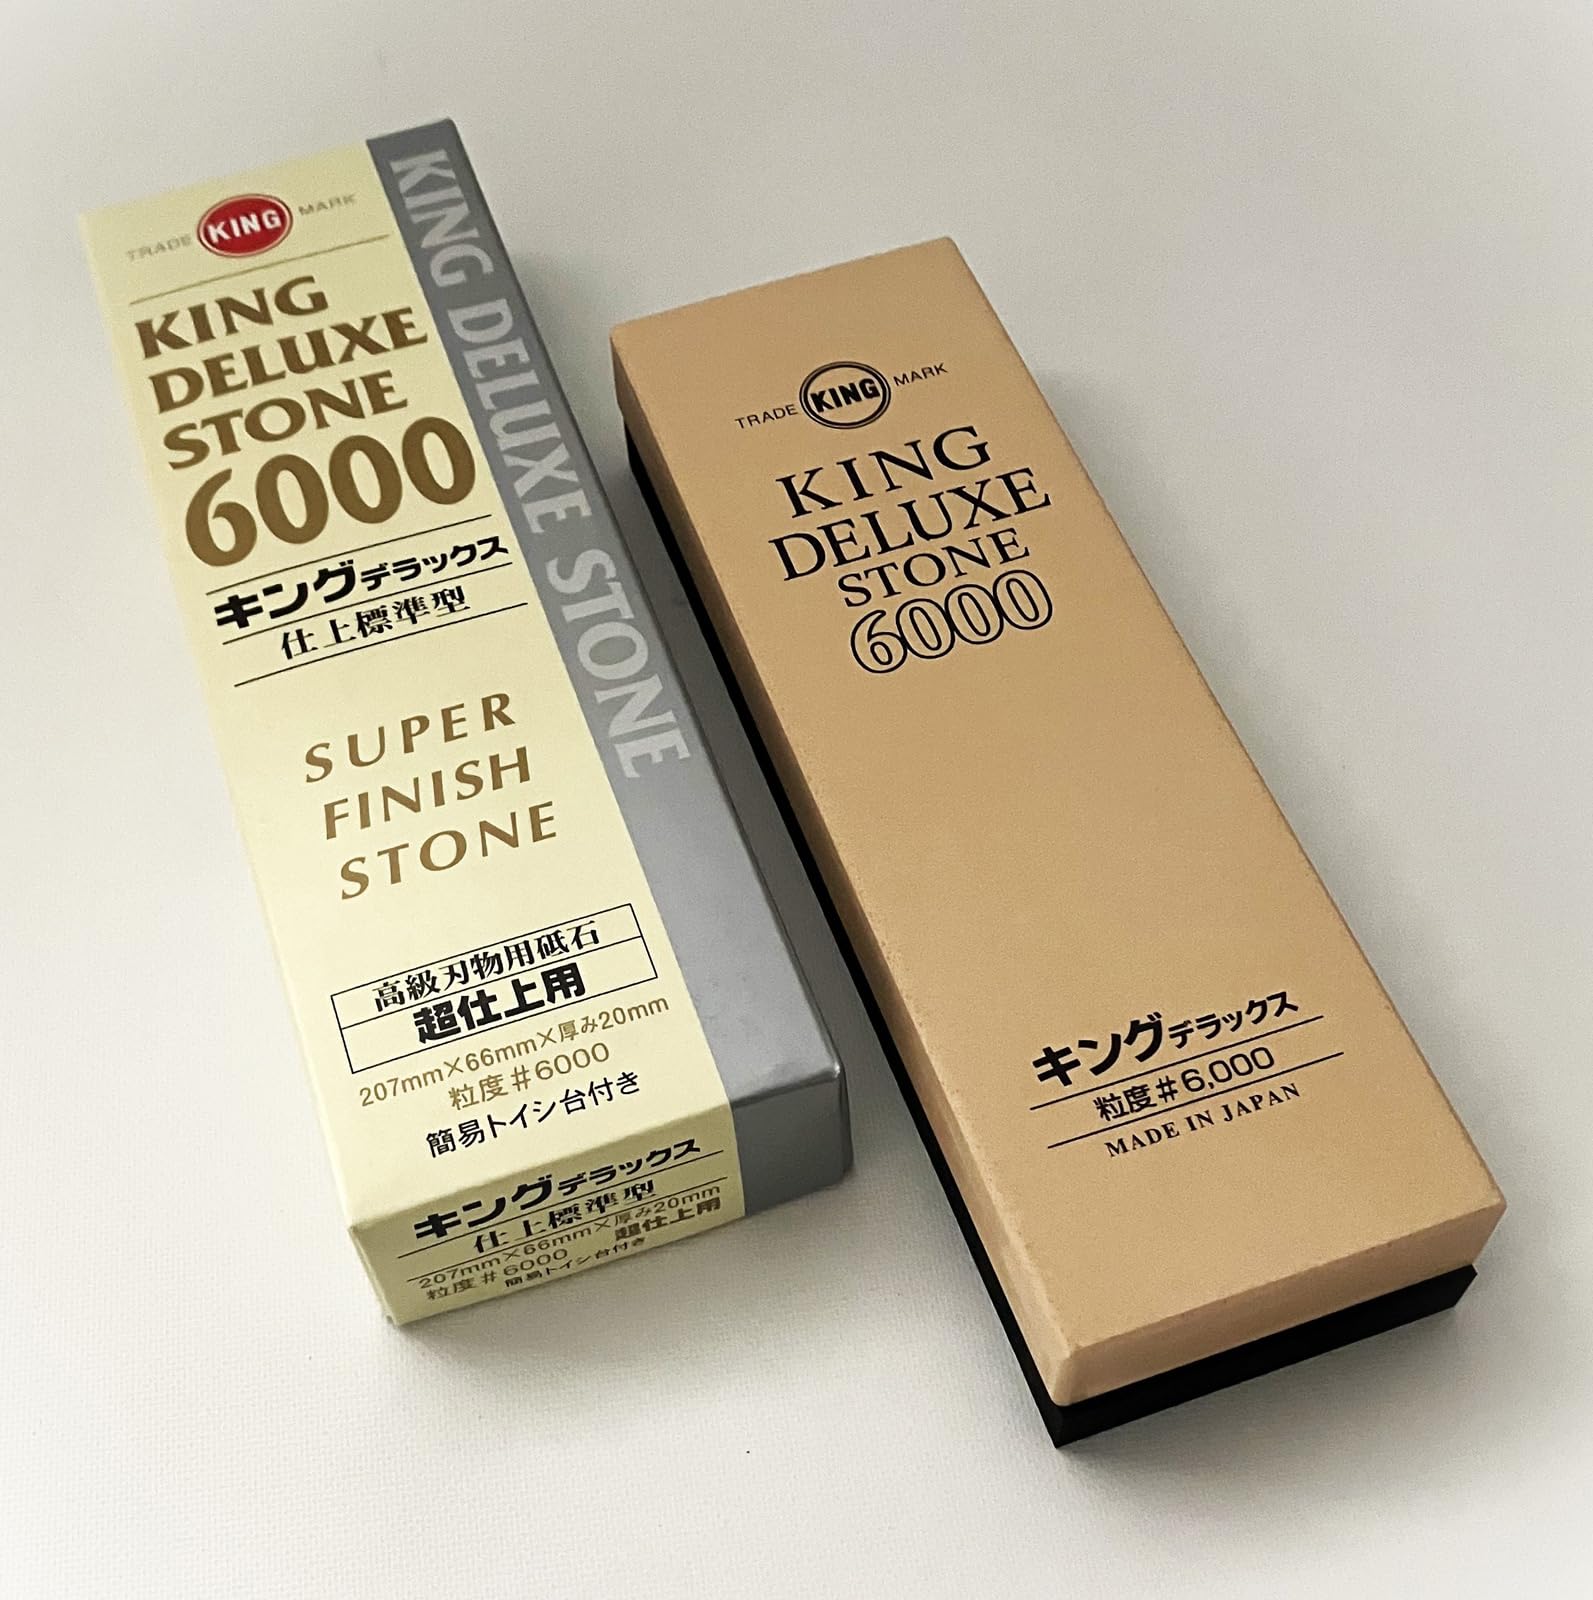 TRADE KING MARK
KING
DELUXE
STONE
6000
キングデラックス
仕上標準型
SUPER
FINISH
STONE
高級刃物用砥石
超仕上用
207mm×66mm×厚み20mm
粒度#6000
簡易トイシ台付き
キングデラックス
仕上標準型
207mm×66mm×厚み20mm
粒度#6000 超仕上用
簡易トイシ台付き
KING DELUXE STONE
TRADE KING MARK
KING
DELUXE
STONE
6000
キングデラックス
粒度#6,000
MADE IN JAPAN